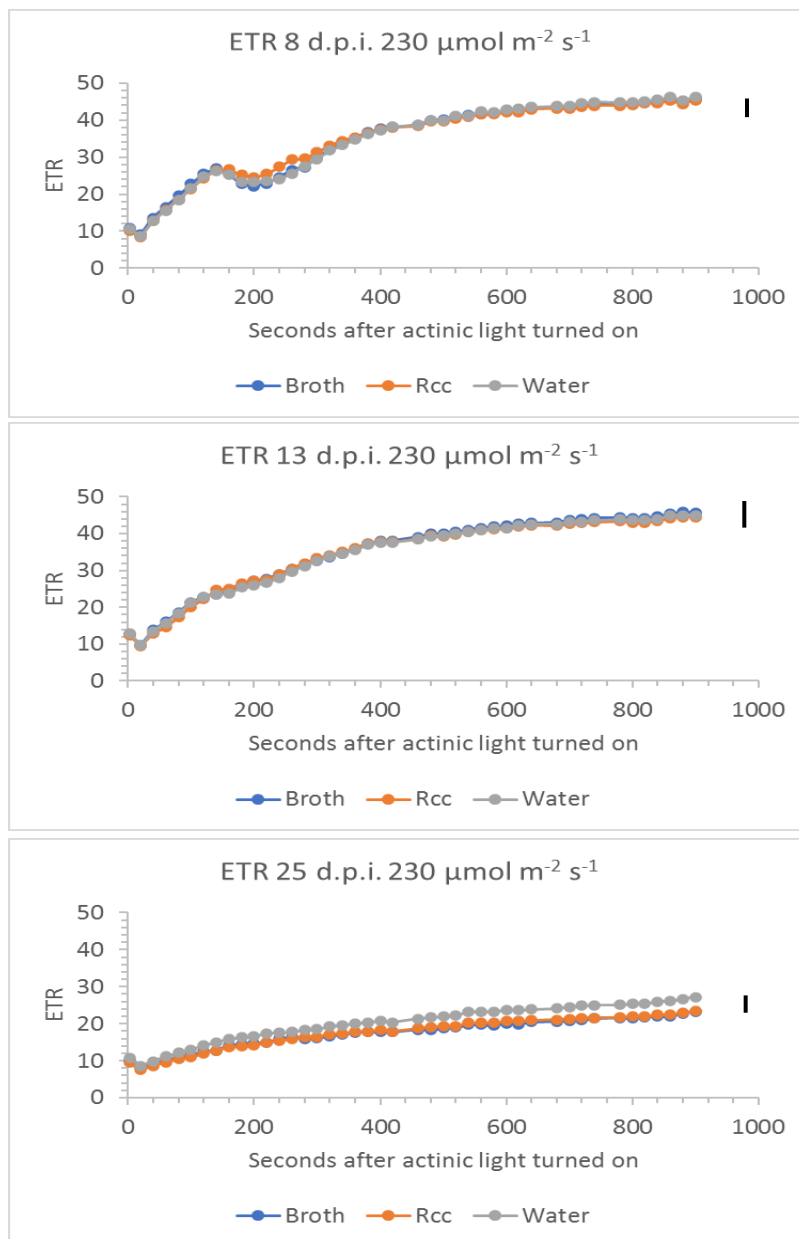 ETR 8 d.p.i. 230 µmol m⁻² s⁻¹
50
40
30
20
10
0
ETR
0 200 400 600 800 1000
Seconds after actinic light turned on
Broth Rcc Water
ETR 13 d.p.i. 230 µmol m⁻² s⁻¹
50
40
30
20
10
0
ETR
0 200 400 600 800 1000
Seconds after actinic light turned on
Broth Rcc Water
ETR 25 d.p.i. 230 µmol m⁻² s⁻¹
50
40
30
20
10
0
ETR
0 200 400 600 800 1000
Seconds after actinic light turned on
Broth Rcc Water